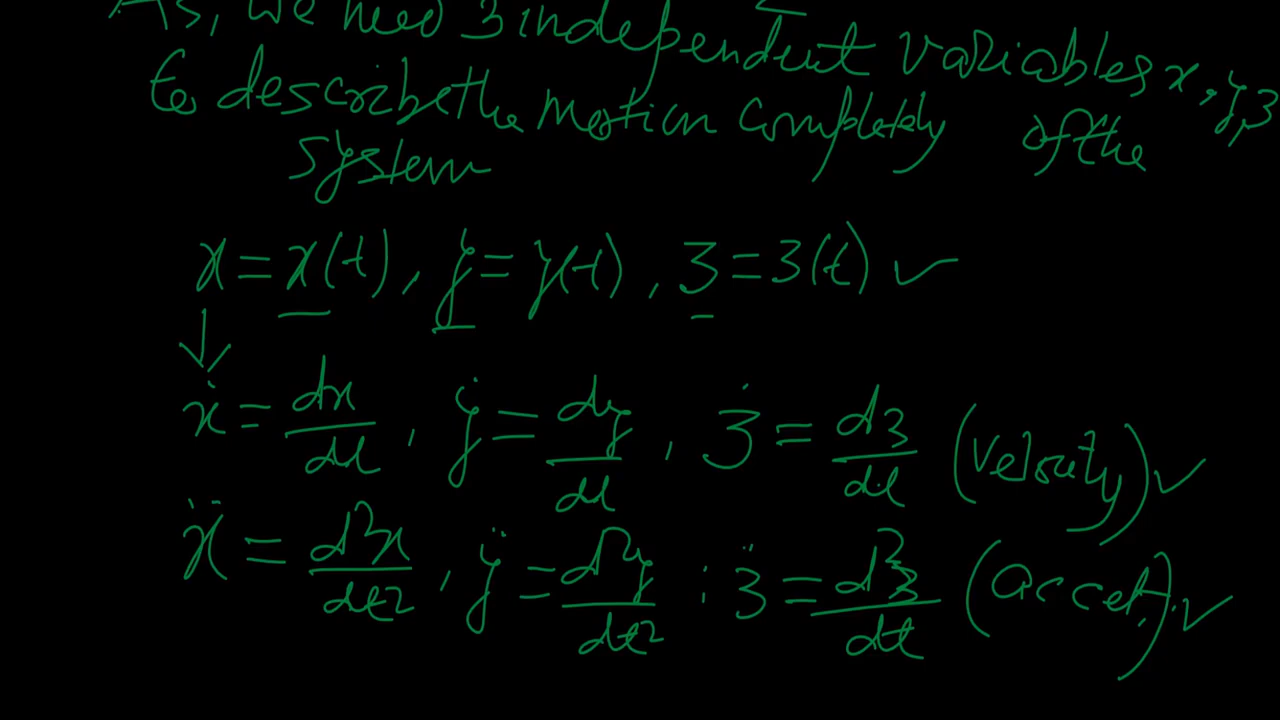 As, we need 3 independent variables x, y, z
to describe the motion completely of the
system
x = x(t), y = y(t), z = z(t) ✓
↓
ẋ = dx/dt, ẏ = dy/dt, ż = dz/dt (velocity) ✓
ẍ = d²x/dt², ÿ = d²y/dt² : z̈ = d²z/dt (accel.) ✓